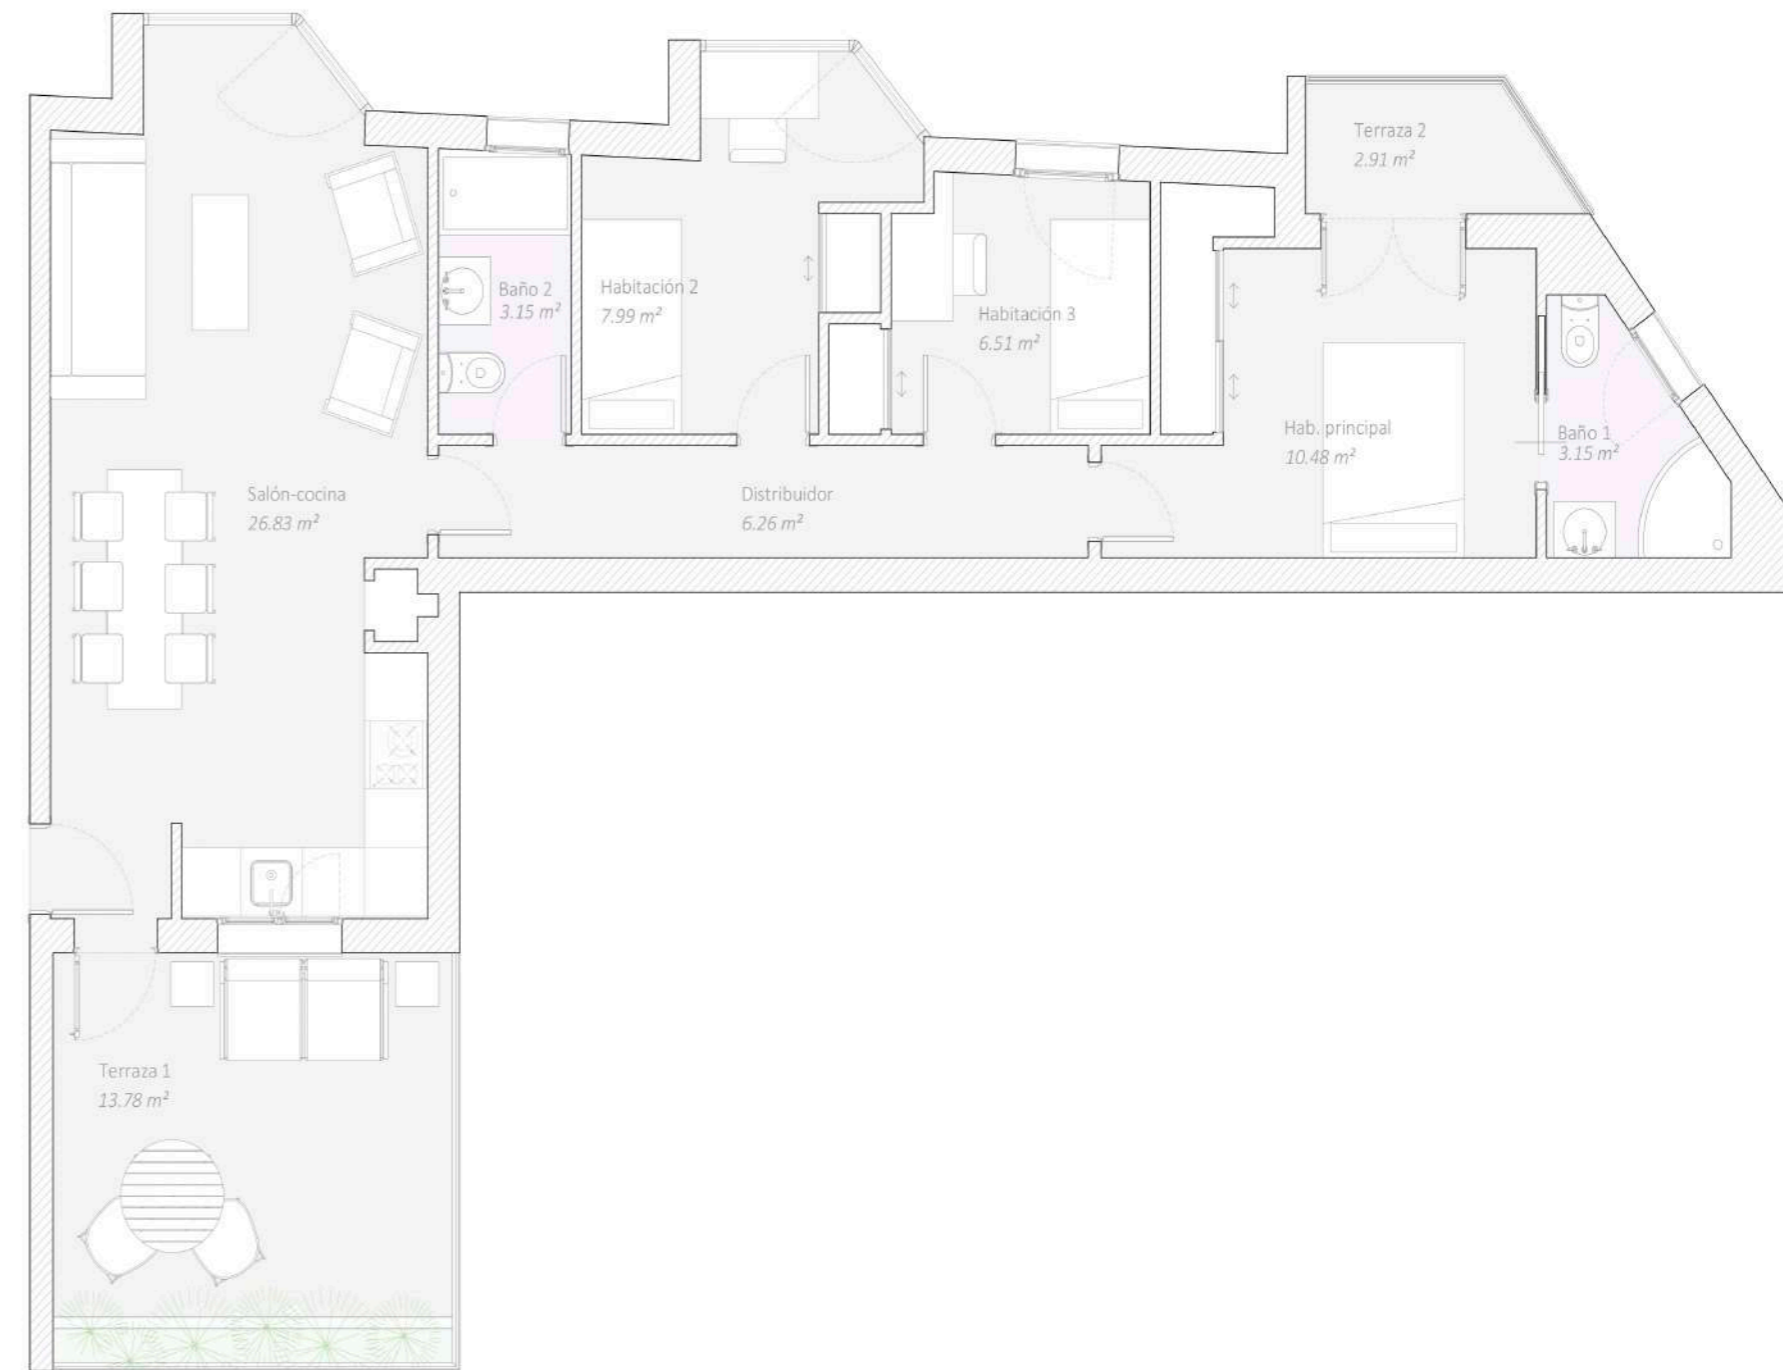 Terraza 2
2.91 m²
Baño 2
3.15 m²
Habitación 2
7.99 m²
Habitación 3
6.51 m²
Hab. principal
10.48 m²
Baño 1
3.15 m²
Salón-cocina
26.83 m²
Distribuidor
6.26 m²
Terraza 1
13.78 m²